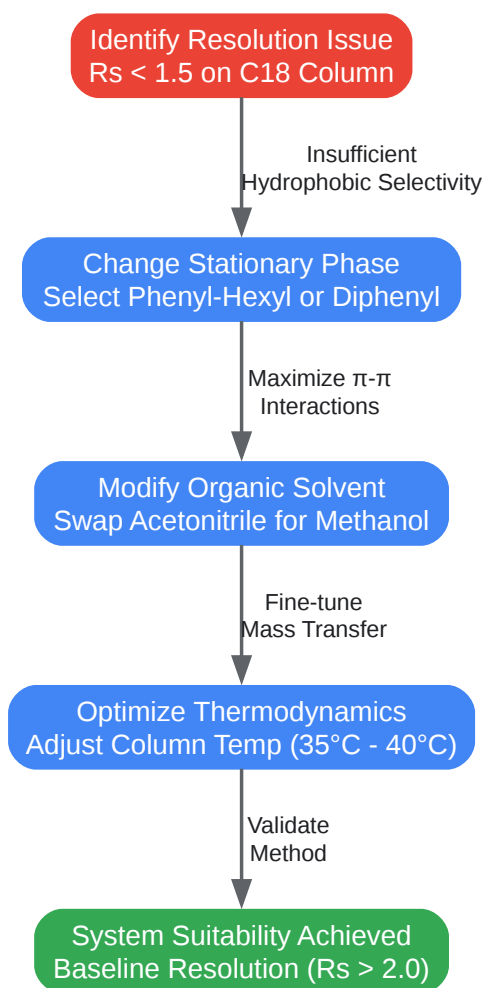 Identify Resolution Issue
Rs < 1.5 on C18 Column
Insufficient
Hydrophobic Selectivity
Change Stationary Phase
Select Phenyl-Hexyl or Diphenyl
Maximize π-π
Interactions
Modify Organic Solvent
Swap Acetonitrile for Methanol
Fine-tune
Mass Transfer
Optimize Thermodynamics
Adjust Column Temp (35°C - 40°C)
Validate
Method
System Suitability Achieved
Baseline Resolution (Rs > 2.0)